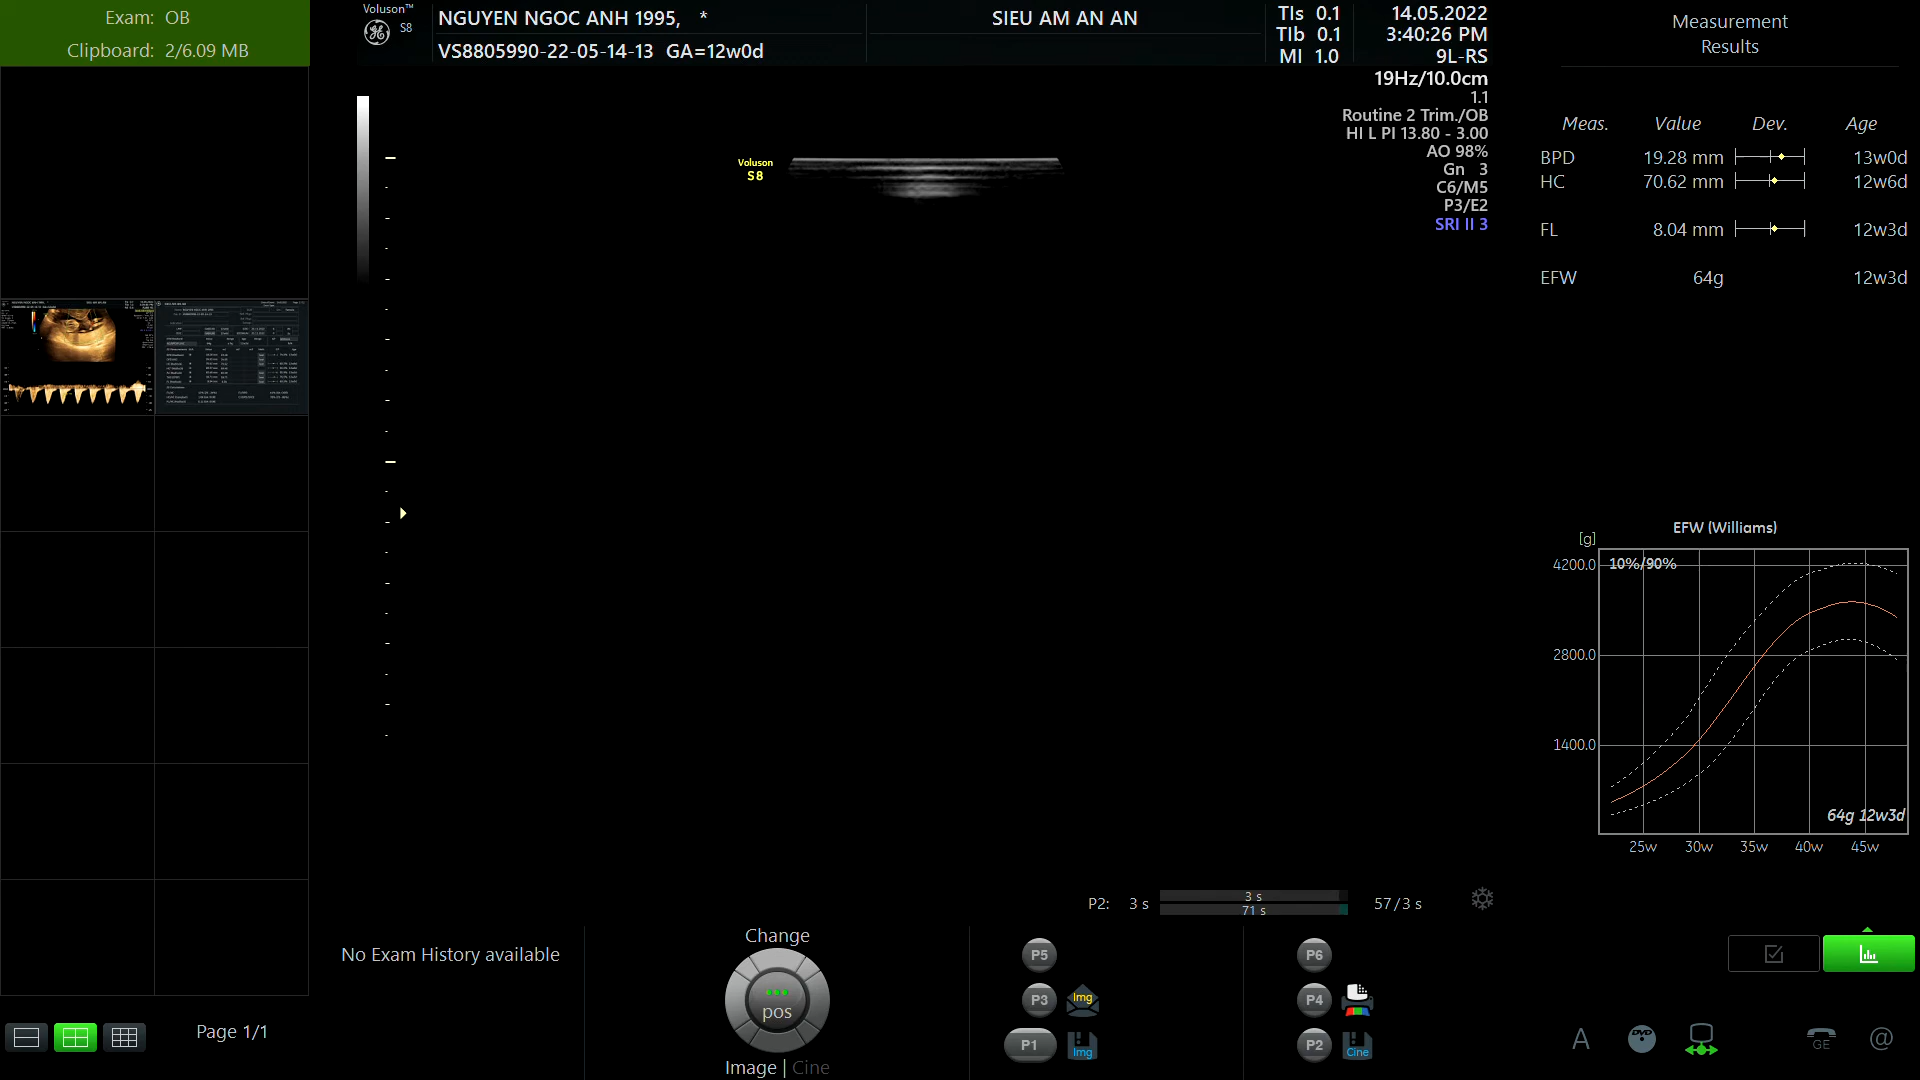 Exam: OB
Clipboard: 2/6.09 MB
Voluson™
S8
NGUYEN NGOC ANH 1995, *
SIEU AM AN AN
VS8805990-22-05-14-13 GA=12w0d
TIs 0.1
TIb 0.1
MI 1.0
14.05.2022
3:40:26 PM
9L-RS
19Hz/10.0cm
1.1
Routine 2 Trim./OB
HI L PI 13.80 - 3.00
AO 98%
Gn 3
C6/M5
P3/E2
SRI II 3
Voluson
S8
Measurement
Results
Meas. Value Dev. Age
BPD 19.28 mm 13w0d
HC 70.62 mm 12w6d
FL 8.04 mm 12w3d
EFW 64g 12w3d
EFW (Williams)
[g]
10%/90%
4200.0
2800.0
1400.0
64g 12w3d
25w 30w 35w 40w 45w
P2: 3 s
3 s
71 s
57/3 s
No Exam History available
Change
pos
Image | Cine
P5
P3 Img
P1 Img
P6
P4
P2 Cine
Page 1/1
A
DVD
GE
@